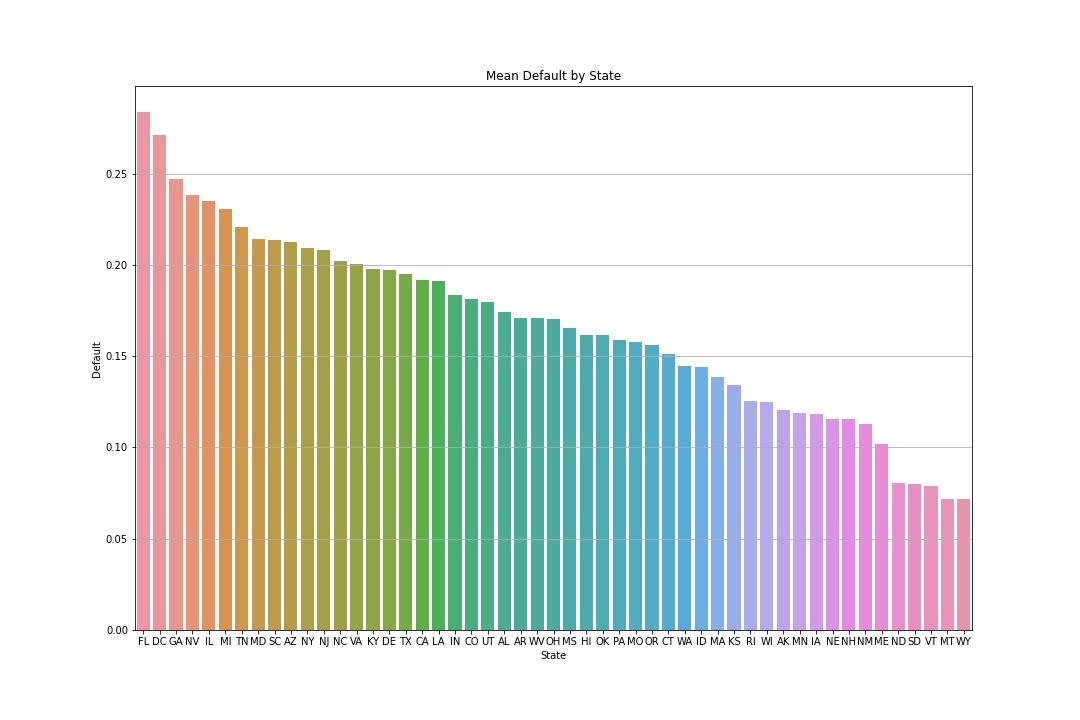 Mean Default by State
Default
0.25
0.20
0.15
0.10
0.05
0.00
FL DC GA NV IL MI TN MD SC AZ NY NJ NC VA KY DE TX CA LA IN CO UT AL AR WV OH MS HI OK PA MO OR CT WA ID MA KS RI WI AK MN IA NE NH NM ME ND SD VT MT WY
State